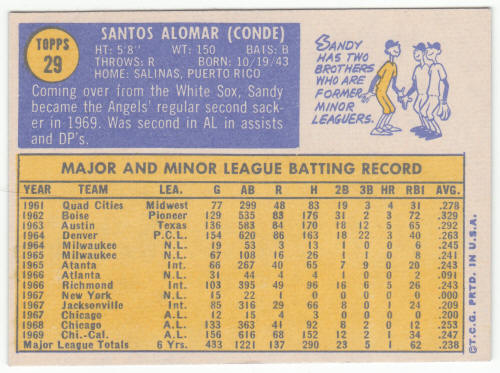 TOPPS
29
SANTOS ALOMAR (CONDE)
HT: 5'8" WT: 150 BATS: B
THROWS: R BORN: 10/19/43
HOME: SALINAS, PUERTO RICO
Coming over from the White Sox, Sandy
became the Angels' regular second sack-
er in 1969. Was second in AL in assists
and DP's.
SANDY
HAS TWO
BROTHERS
WHO ARE
FORMER
MINOR
LEAGUERS.
MAJOR AND MINOR LEAGUE BATTING RECORD
YEAR TEAM LEA. G AB R H 2B 3B HR RBI AVG.
1961 Quad Cities Midwest 77 299 48 83 19 3 4 31 .278
1962 Boise Pioneer 129 535 83 176 31 2 3 72 .329
1963 Austin Texas 136 583 84 170 18 12 5 65 .292
1964 Denver P.C.L. 154 620 86 163 18 22 3 40 .263
1964 Milwaukee N.L. 19 53 3 13 1 0 0 6 .245
1965 Milwaukee N.L. 67 108 16 26 1 1 0 8 .241
1965 Atanta Int. 66 267 40 65 7 9 0 20 .243
1966 Atlanta N.L. 31 44 4 4 1 0 0 2 .091
1966 Richmond Int. 103 395 49 96 16 6 5 26 .243
1967 New York N.L. 15 22 1 0 0 0 0 0 .000
1967 Jacksonville Int. 85 316 29 66 8 0 1 24 .209
1967 Chicago A.L. 12 15 4 3 0 0 0 0 .200
1968 Chicago A.L. 133 363 41 92 8 2 0 12 .253
1969 Chi.-Cal. A.L. 156 616 68 152 12 2 1 34 .247
Major League Totals 6 Yrs. 433 1221 137 290 23 5 1 62 .238
©T.C.G. PRTD. IN U.S.A.